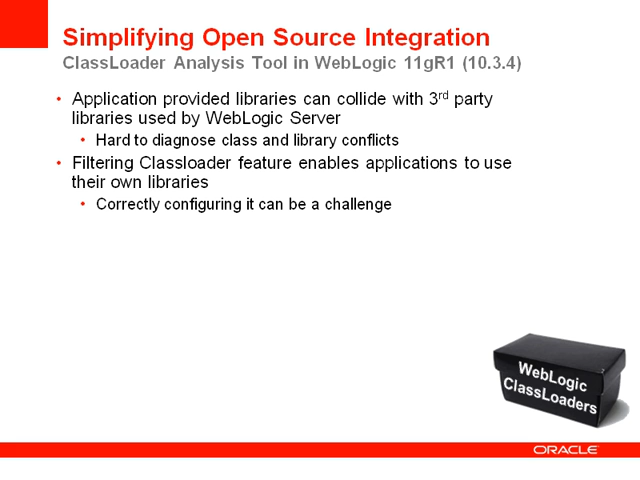 Simplifying Open Source Integration
ClassLoader Analysis Tool in WebLogic 11gR1 (10.3.4)
• Application provided libraries can collide with 3rd party
libraries used by WebLogic Server
• Hard to diagnose class and library conflicts
• Filtering Classloader feature enables applications to use
their own libraries
• Correctly configuring it can be a challenge
WebLogic
ClassLoaders
ORACLE